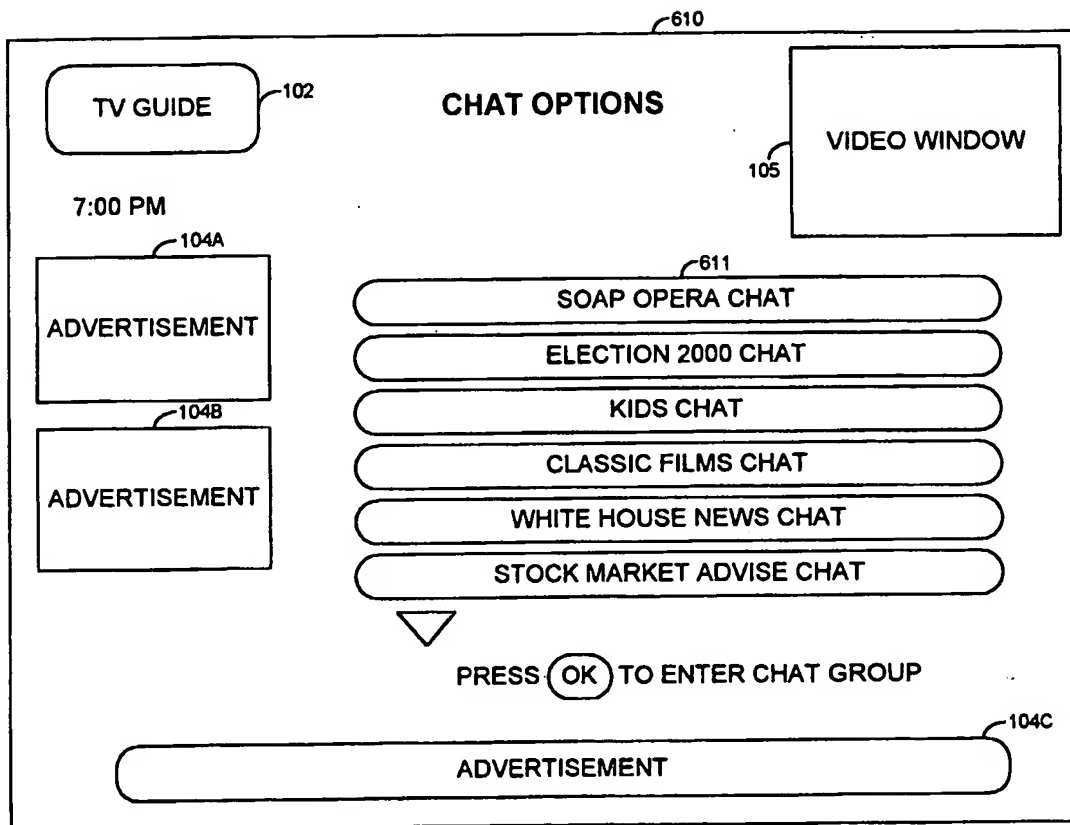 610
TV GUIDE
102
CHAT OPTIONS
VIDEO WINDOW
105
7:00 PM
104A
ADVERTISEMENT
104B
ADVERTISEMENT
611
SOAP OPERA CHAT
ELECTION 2000 CHAT
KIDS CHAT
CLASSIC FILMS CHAT
WHITE HOUSE NEWS CHAT
STOCK MARKET ADVISE CHAT
PRESS OK TO ENTER CHAT GROUP
104C
ADVERTISEMENT